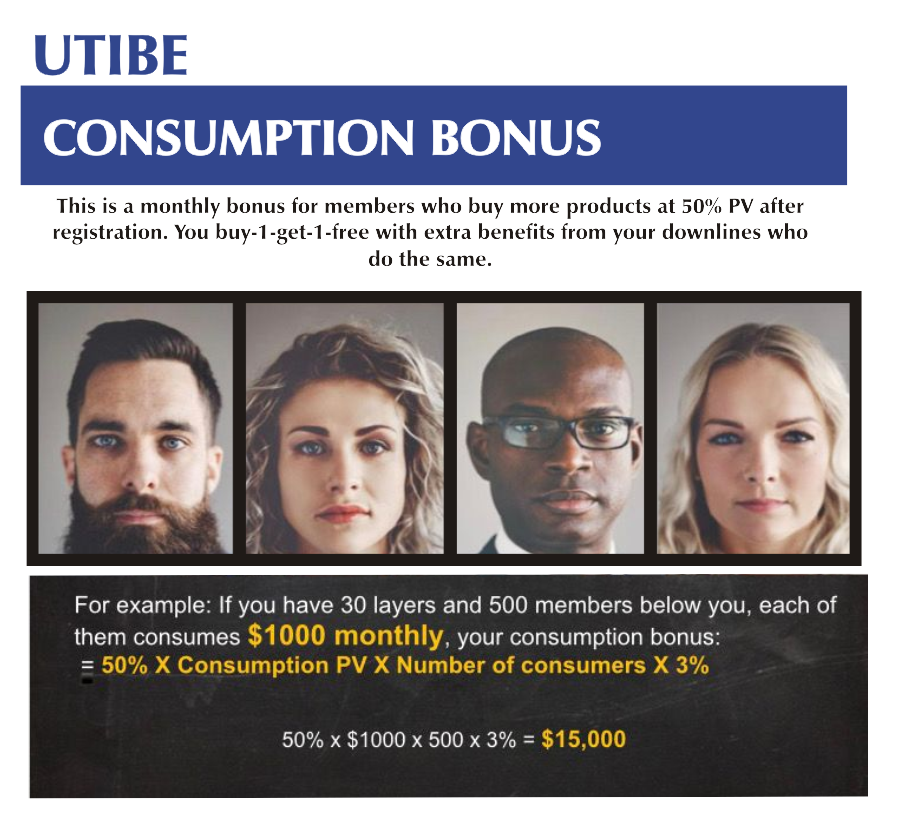 UTIBE
CONSUMPTION BONUS
This is a monthly bonus for members who buy more products at 50% PV after
registration. You buy-1-get-1-free with extra benefits from your downlines who
do the same.
For example: If you have 30 layers and 500 members below you, each of
them consumes $1000 monthly, your consumption bonus:
= 50% X Consumption PV X Number of consumers X 3%
50% x $1000 x 500 x 3% = $15,000